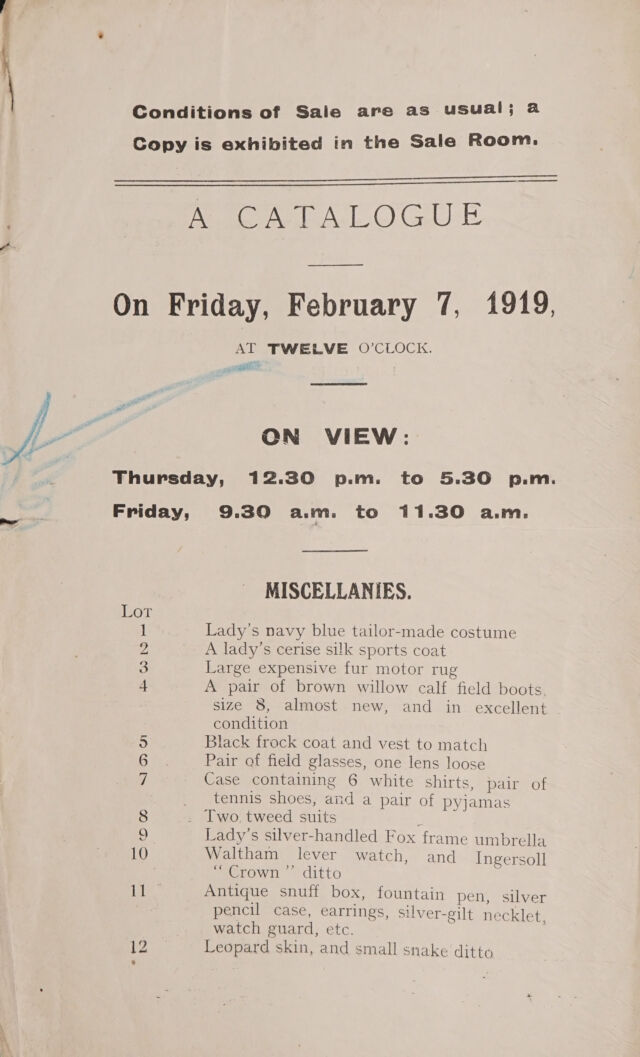 Conditions of Sale are as usual; a
Copy is exhibited in the Sale Room.
A CATALOGUE
On Friday, February 7, 1919,
AT TWELVE O'CLOCK.
ON VIEW:
Thursday, 12.30 p.m. to 5.30 p.m.
Friday, 9.30 a.m. to 11.30 a.m.
MISCELLANIES.
Lot
1 Lady's navy blue tailor-made costume
2 A lady's cerise silk sports coat
3 Large expensive fur motor rug
4 A pair of brown willow calf field boots,
size 8, almost new, and in excellent
condition
5 Black frock coat and vest to match
6 Pair of field glasses, one lens loose
7 Case containing 6 white shirts, pair of
tennis shoes, and a pair of pyjamas
8 Two tweed suits
9 Lady's silver-handled Fox frame umbrella
10 Waltham lever watch, and Ingersoll
"Crown" ditto
11 Antique snuff box, fountain pen, silver
pencil case, earrings, silver-gilt necklet,
watch guard, etc.
12 Leopard skin, and small snake ditto